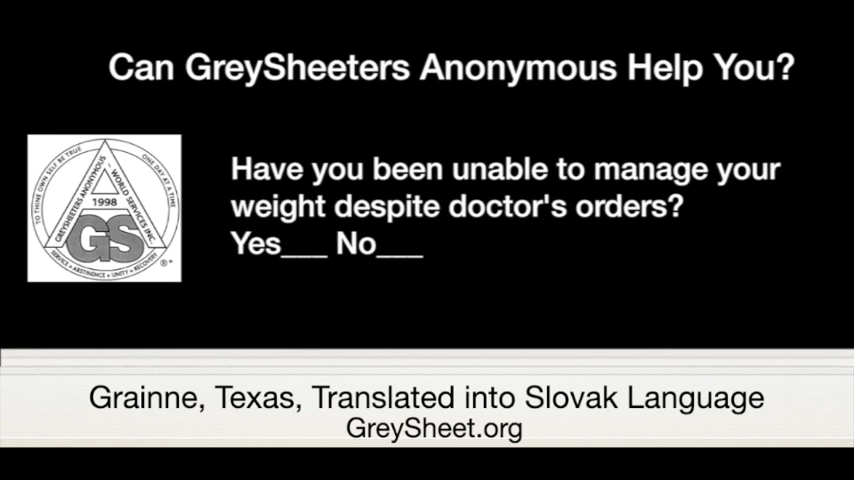 Can GreySheeters Anonymous Help You?
TO THINE OWN SELF BE TRUE
ONE DAY AT A TIME
GREYSHEETERS ANONYMOUS
WORLD SERVICES INC.
1998
GS
SERVICE • ABSTINENCE • UNITY • RECOVERY
®
Have you been unable to manage your
weight despite doctor's orders?
Yes___ No___
Grainne, Texas, Translated into Slovak Language
GreySheet.org